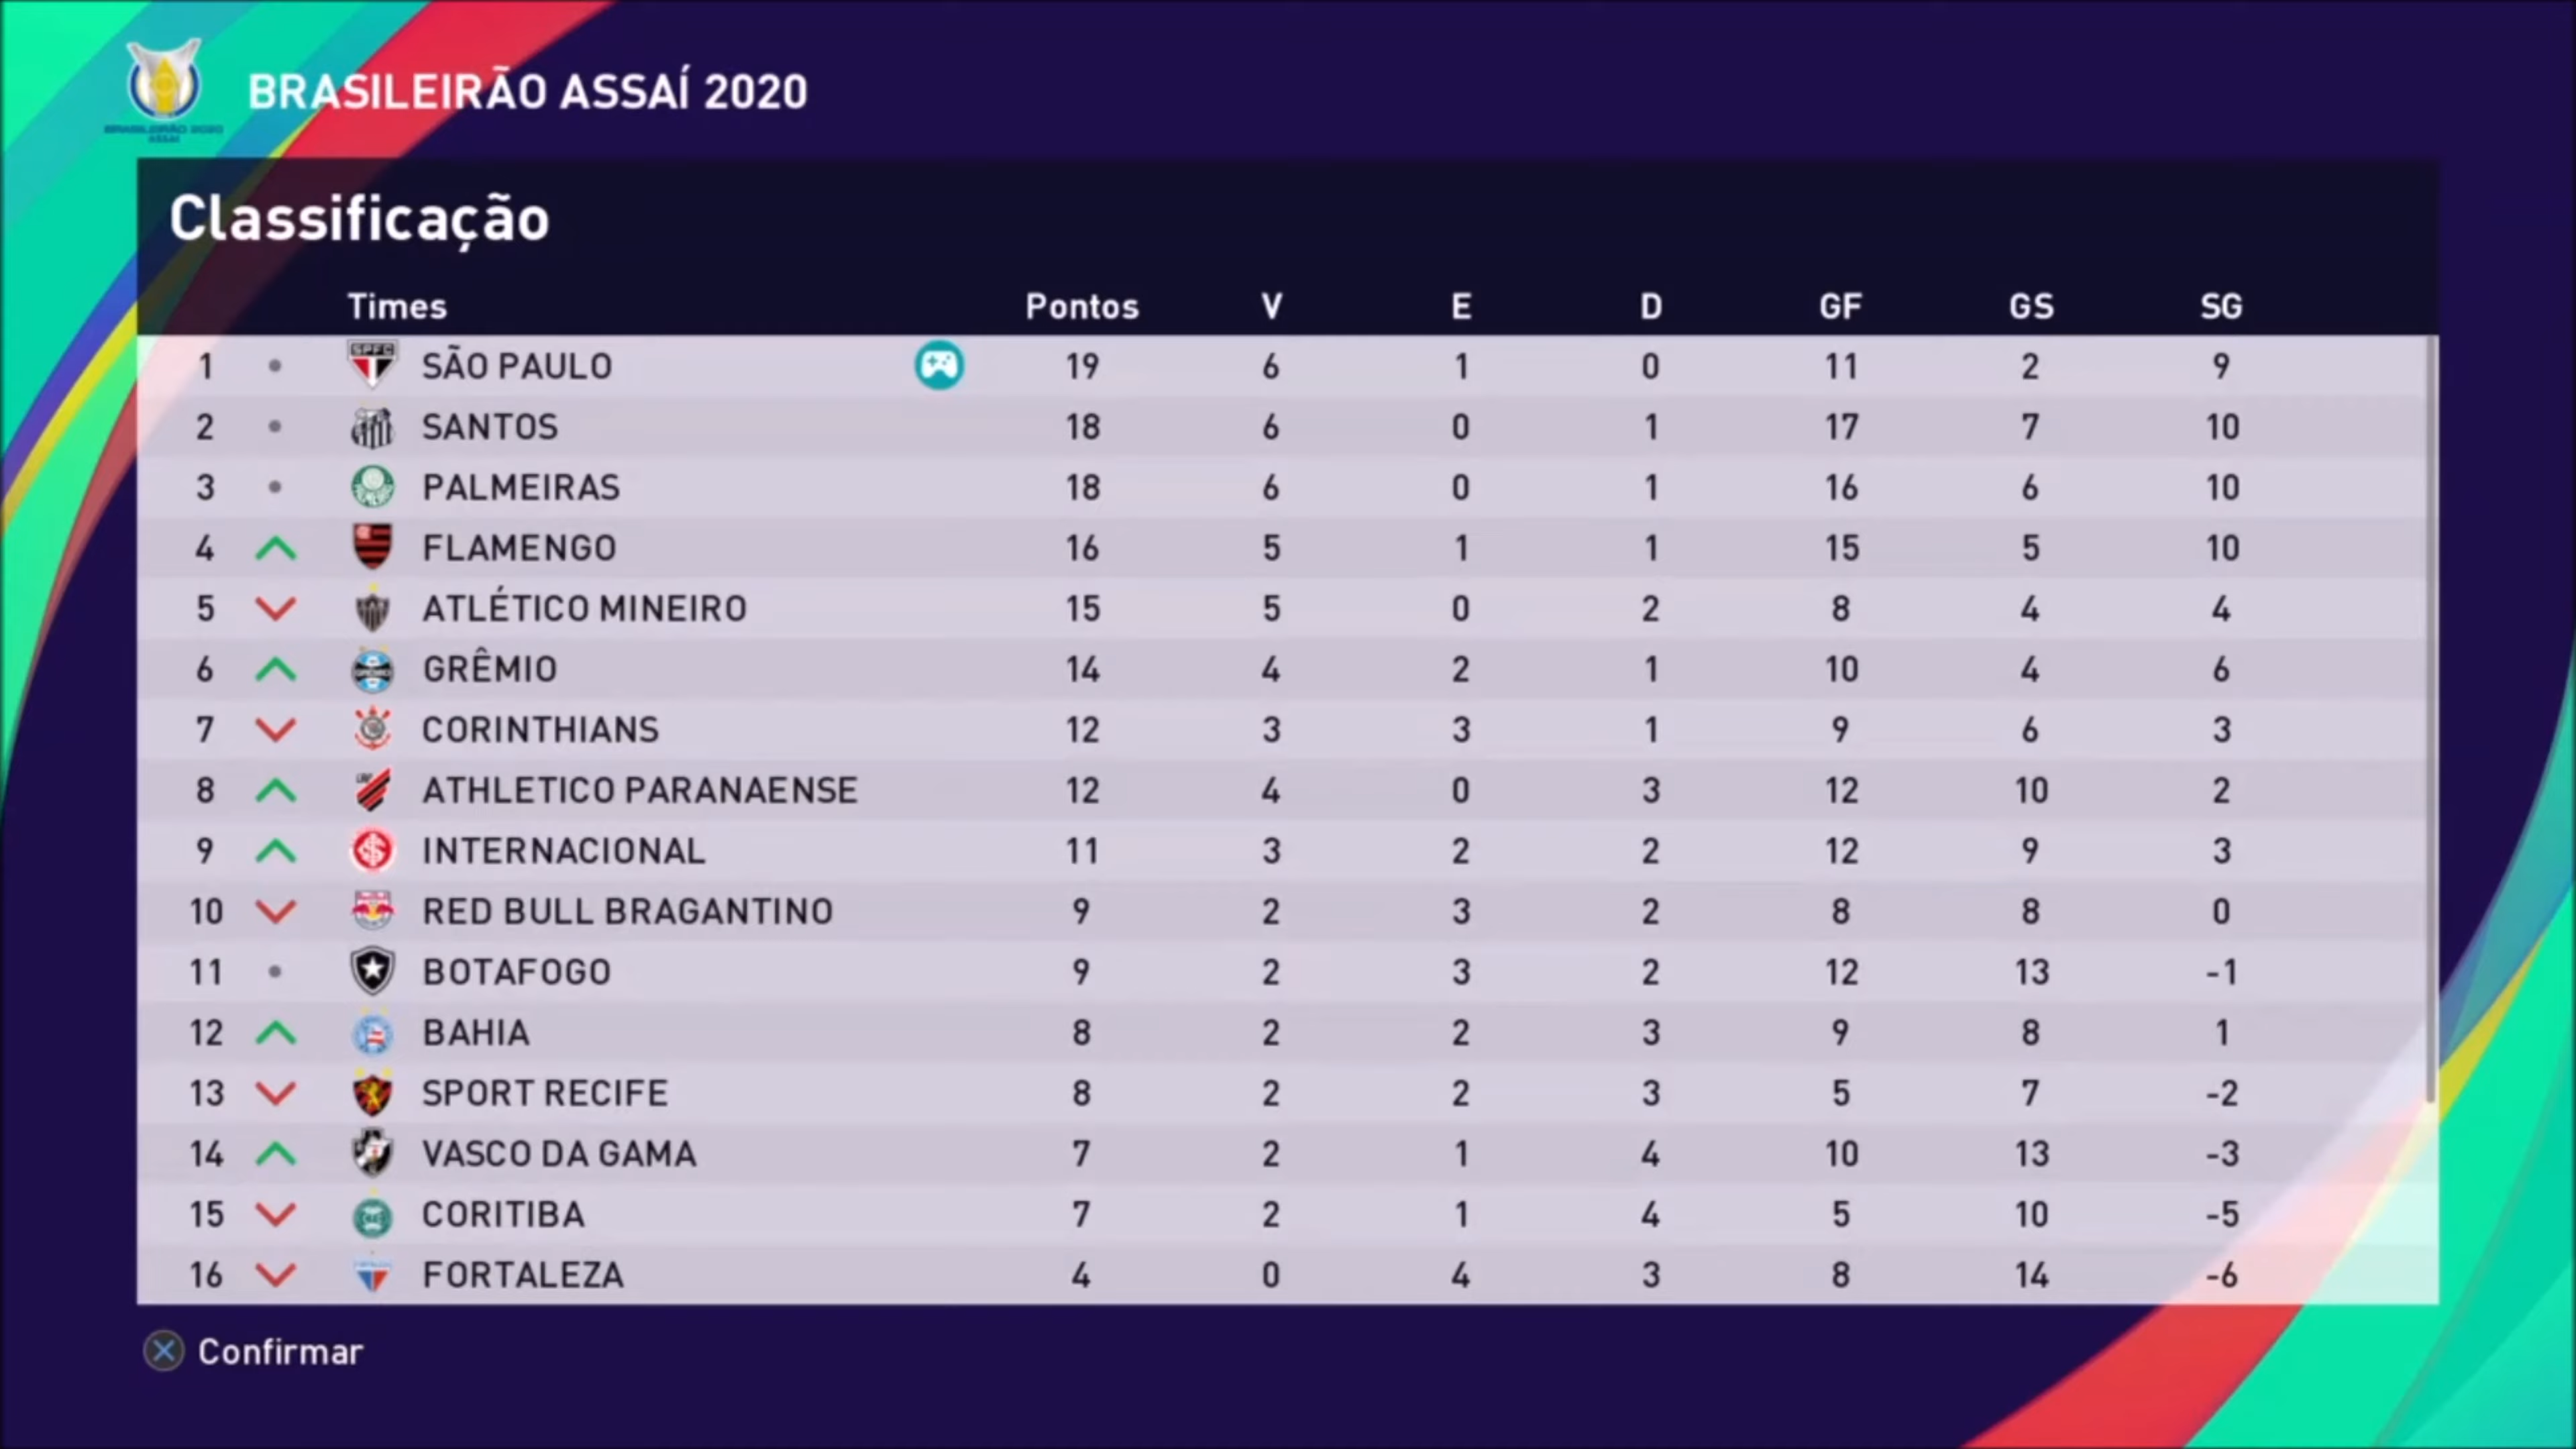 BRASILEIRÃO ASSAÍ 2020
BRASILEIRÃO 2020
ASSAÍ
Classificação
Times Pontos V E D GF GS SG
1 SPFC SÃO PAULO 19 6 1 0 11 2 9
2 SANTOS 18 6 0 1 17 7 10
3 PALMEIRAS 18 6 0 1 16 6 10
4 FLAMENGO 16 5 1 1 15 5 10
5 ATLÉTICO MINEIRO 15 5 0 2 8 4 4
6 GRÊMIO 14 4 2 1 10 4 6
7 CORINTHIANS 12 3 3 1 9 6 3
8 ATHLETICO PARANAENSE 12 4 0 3 12 10 2
9 INTERNACIONAL 11 3 2 2 12 9 3
10 RED BULL BRAGANTINO 9 2 3 2 8 8 0
11 BOTAFOGO 9 2 3 2 12 13 -1
12 BAHIA 8 2 2 3 9 8 1
13 SPORT RECIFE 8 2 2 3 5 7 -2
14 VASCO DA GAMA 7 2 1 4 10 13 -3
15 CORITIBA 7 2 1 4 5 10 -5
16 FORTALEZA 4 0 4 3 8 14 -6
Confirmar